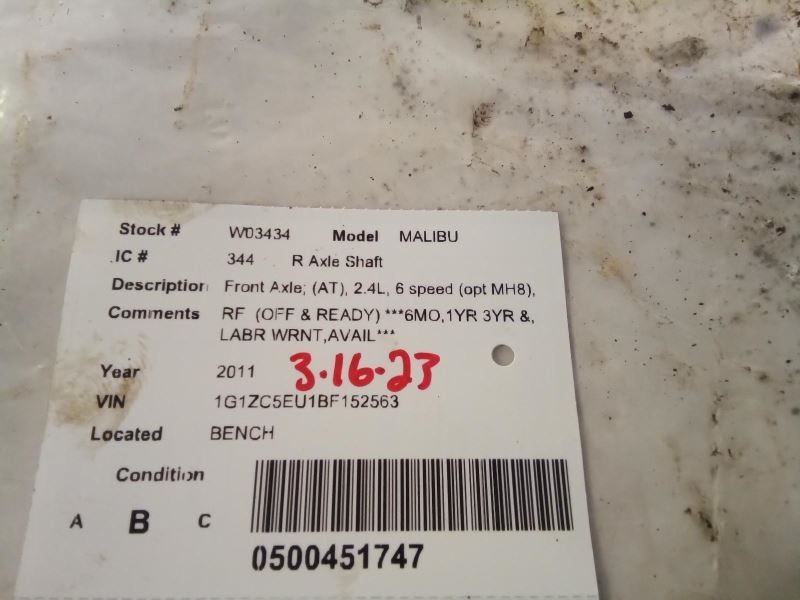 Stock # W03434 Model MALIBU
IC # 344 R Axle Shaft
Description Front Axle; (AT), 2.4L, 6 speed (opt MH8),
Comments RF (OFF & READY) ***6MO,1YR 3YR &,
LABR WRNT,AVAIL***
Year 2011 3.16.23
VIN 1G1ZC5EU1BF152563
Located BENCH
Condition
A B C
0500451747